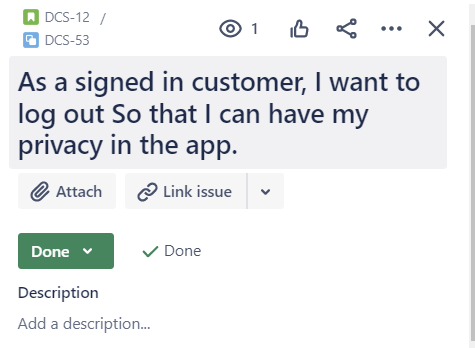 DCS-12 /
DCS-53
1
As a signed in customer, I want to
log out So that I can have my
privacy in the app.
Attach
Link issue
Done
Done
Description
Add a description...